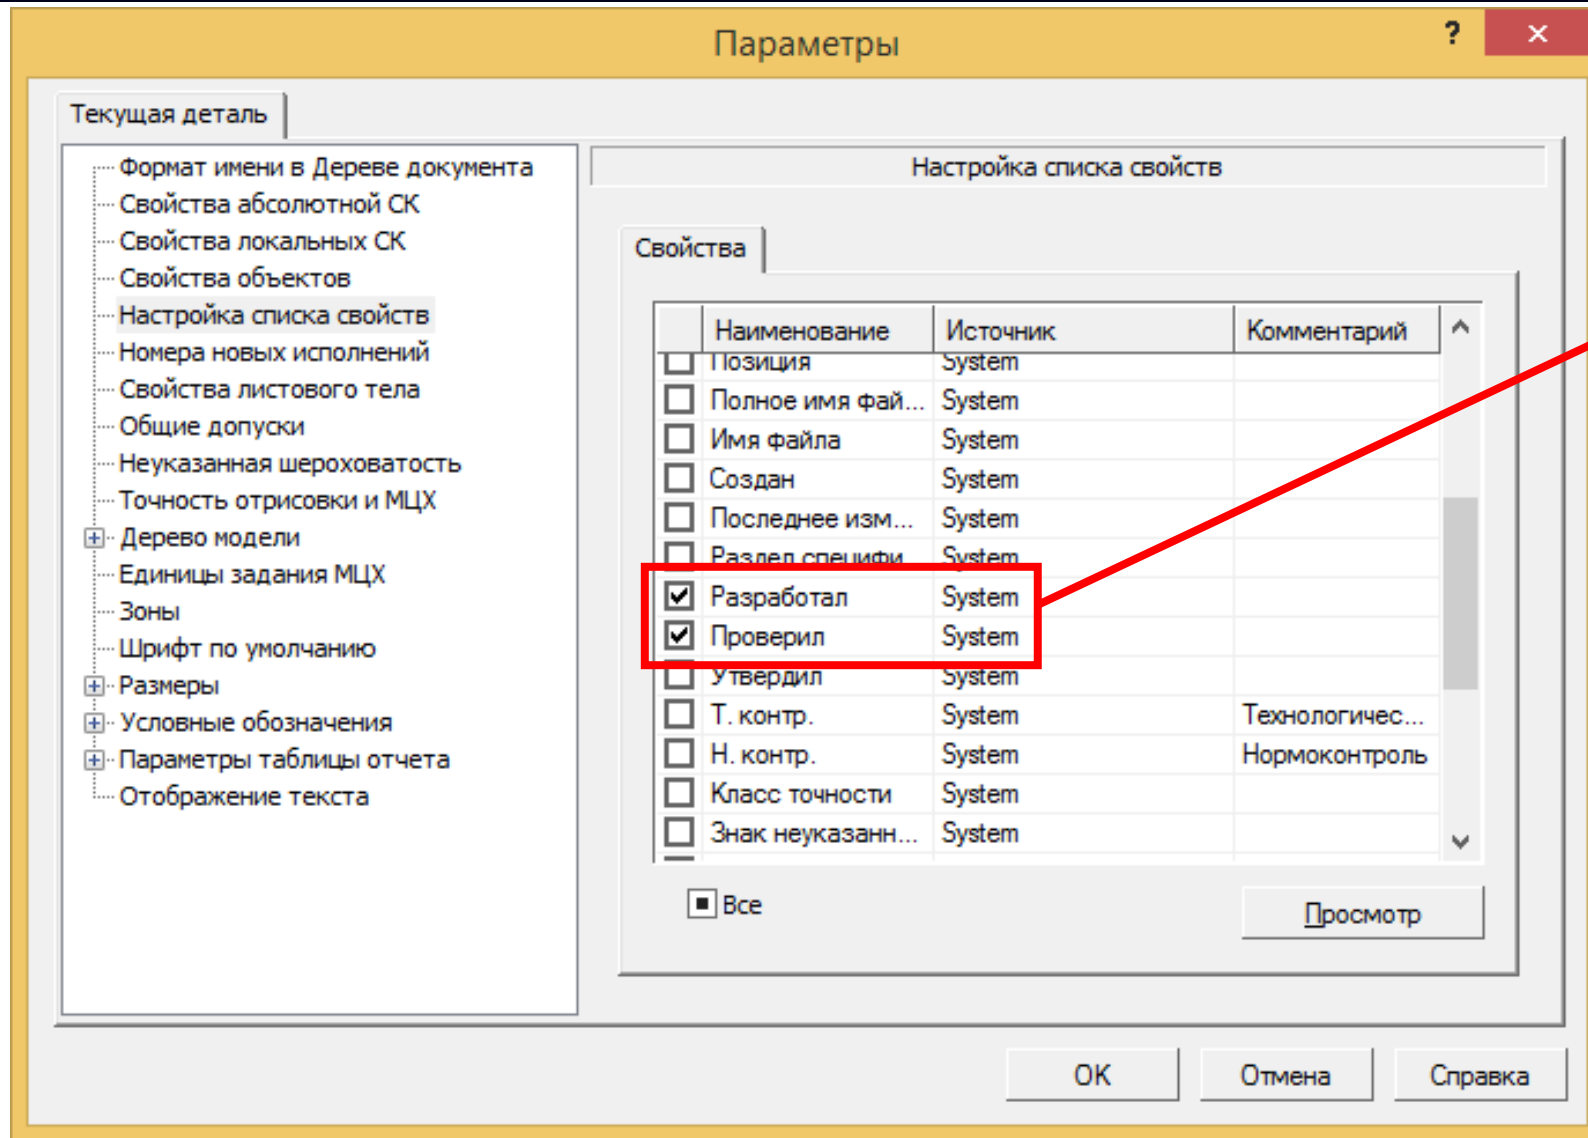 Параметры
?
×
Текущая деталь
Формат имени в Дереве документа
Свойства абсолютной СК
Свойства локальных СК
Свойства объектов
Настройка списка свойств
Номера новых исполнений
Свойства листового тела
Общие допуски
Неуказанная шероховатость
Точность отрисовки и МЦХ
Дерево модели
Единицы задания МЦХ
Зоны
Шрифт по умолчанию
Размеры
Условные обозначения
Параметры таблицы отчета
Отображение текста
Настройка списка свойств
Свойства
Наименование Источник Комментарий
Позиция System
Полное имя фай... System
Имя файла System
Создан System
Последнее изм... System
Раздел специфи System
Разработал System
Проверил System
Утвердил System
Т. контр. System Технологичес...
Н. контр. System Нормоконтроль
Класс точности System
Знак неуказанн... System
Все
Просмотр
ОК Отмена Справка